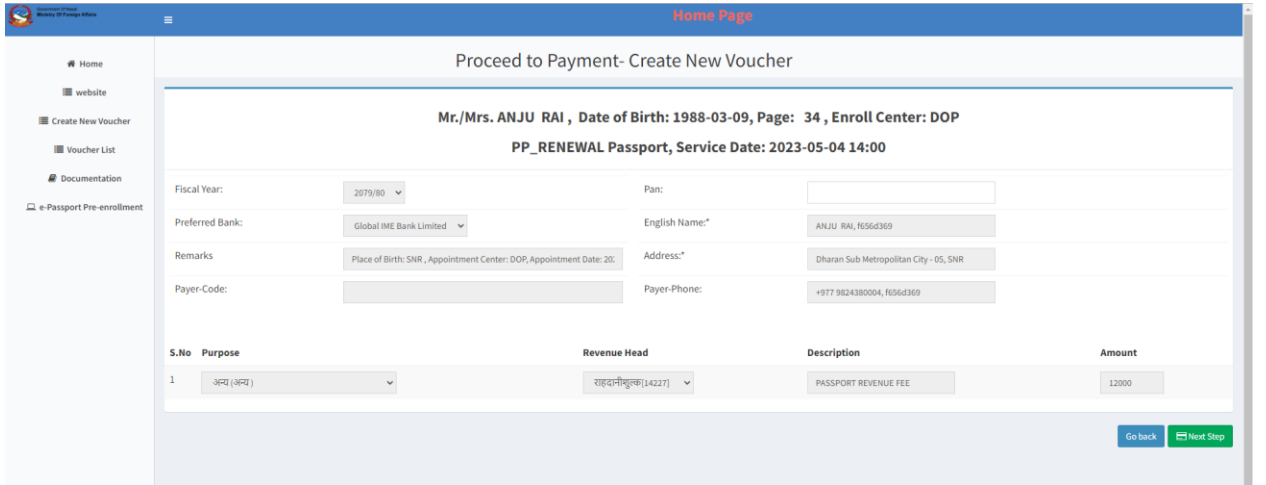 Government Of Nepal
Ministry Of Foreign Affairs
Home Page
Home
website
Create New Voucher
Voucher List
Documentation
e-Passport Pre-enrollment
Proceed to Payment- Create New Voucher
Mr./Mrs. ANJU RAI , Date of Birth: 1988-03-09, Page: 34 , Enroll Center: DOP
PP_RENEWAL Passport, Service Date: 2023-05-04 14:00
Fiscal Year: 2079/80 Pan:
Preferred Bank: Global IME Bank Limited English Name:* ANJU RAI, f656d369
Remarks Place of Birth: SNR , Appointment Center: DOP, Appointment Date: 202 Address:* Dharan Sub Metropolitan City - 05, SNR
Payer-Code: Payer-Phone: +977 9824380004, f656d369
S.No Purpose Revenue Head Description Amount
1 अन्य (अन्य ) राहदानीशुल्क[14227] PASSPORT REVENUE FEE 12000
Go back Next Step